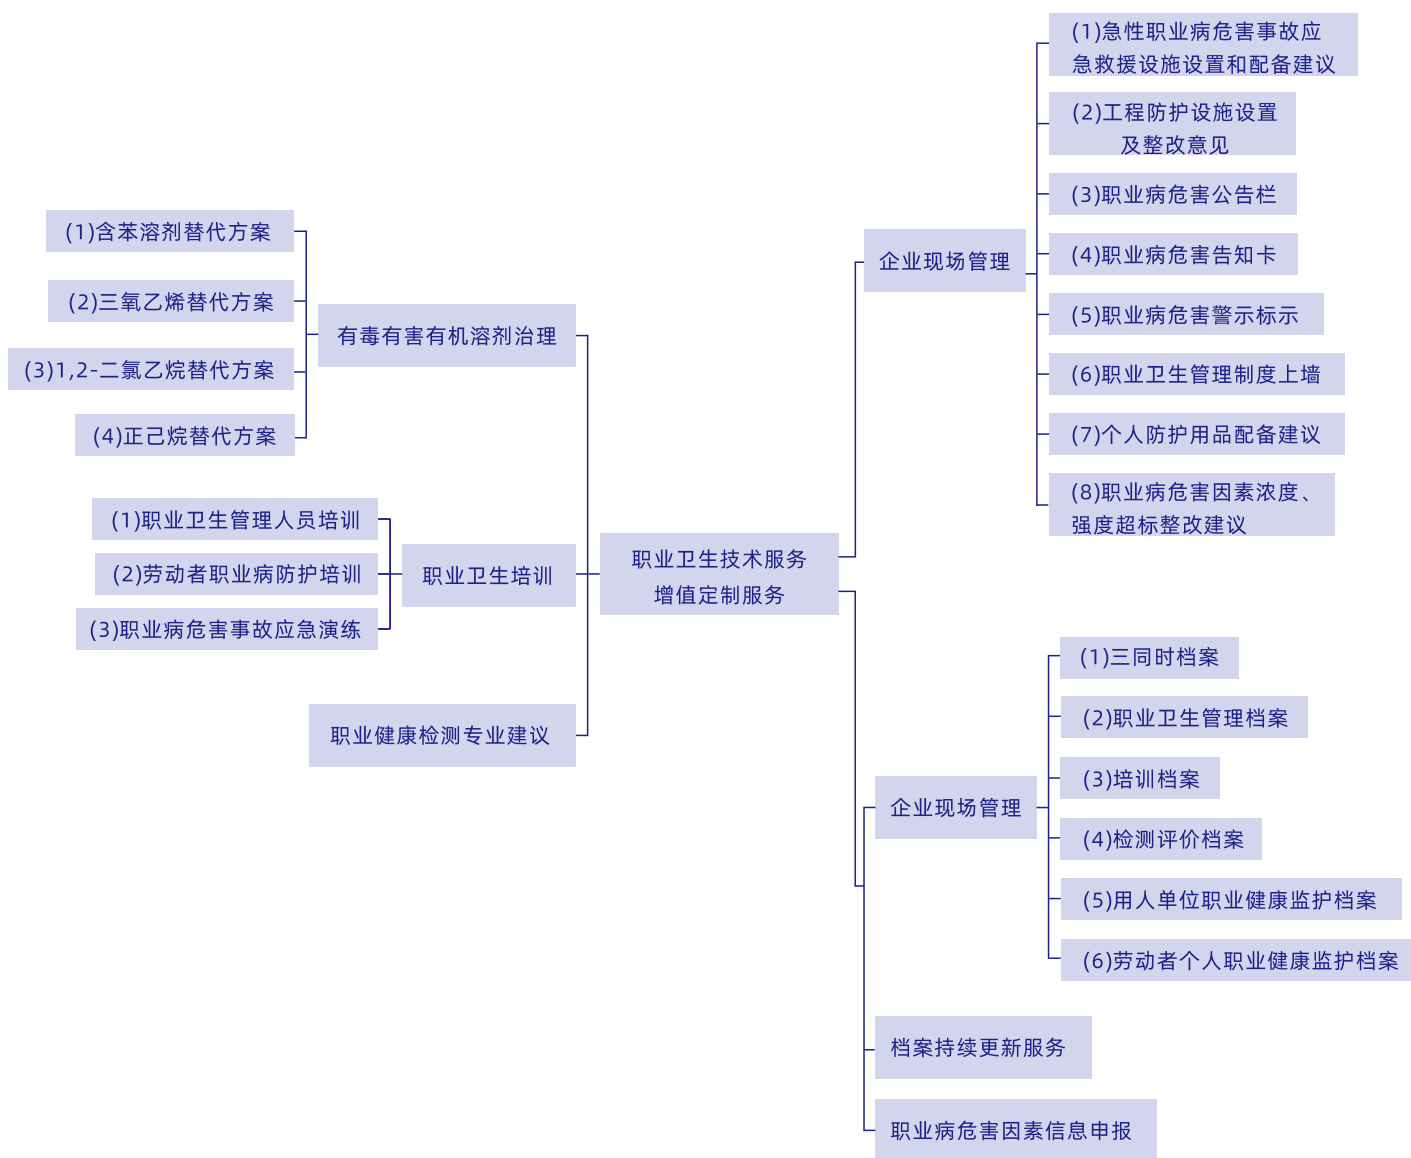 (1)含苯溶剂替代方案
(2)三氧乙烯替代方案
(3)1,2-二氯乙烷替代方案
(4)正己烷替代方案
有毒有害有机溶剂治理
(1)职业卫生管理人员培训
(2)劳动者职业病防护培训
(3)职业病危害事故应急演练
职业卫生培训
职业健康检测专业建议
职业卫生技术服务
增值定制服务
企业现场管理
(1)急性职业病危害事故应
急救援设施设置和配备建议
(2)工程防护设施设置
及整改意见
(3)职业病危害公告栏
(4)职业病危害告知卡
(5)职业病危害警示标示
(6)职业卫生管理制度上墙
(7)个人防护用品配备建议
(8)职业病危害因素浓度、
强度超标整改建议
企业现场管理
(1)三同时档案
(2)职业卫生管理档案
(3)培训档案
(4)检测评价档案
(5)用人单位职业健康监护档案
(6)劳动者个人职业健康监护档案
档案持续更新服务
职业病危害因素信息申报